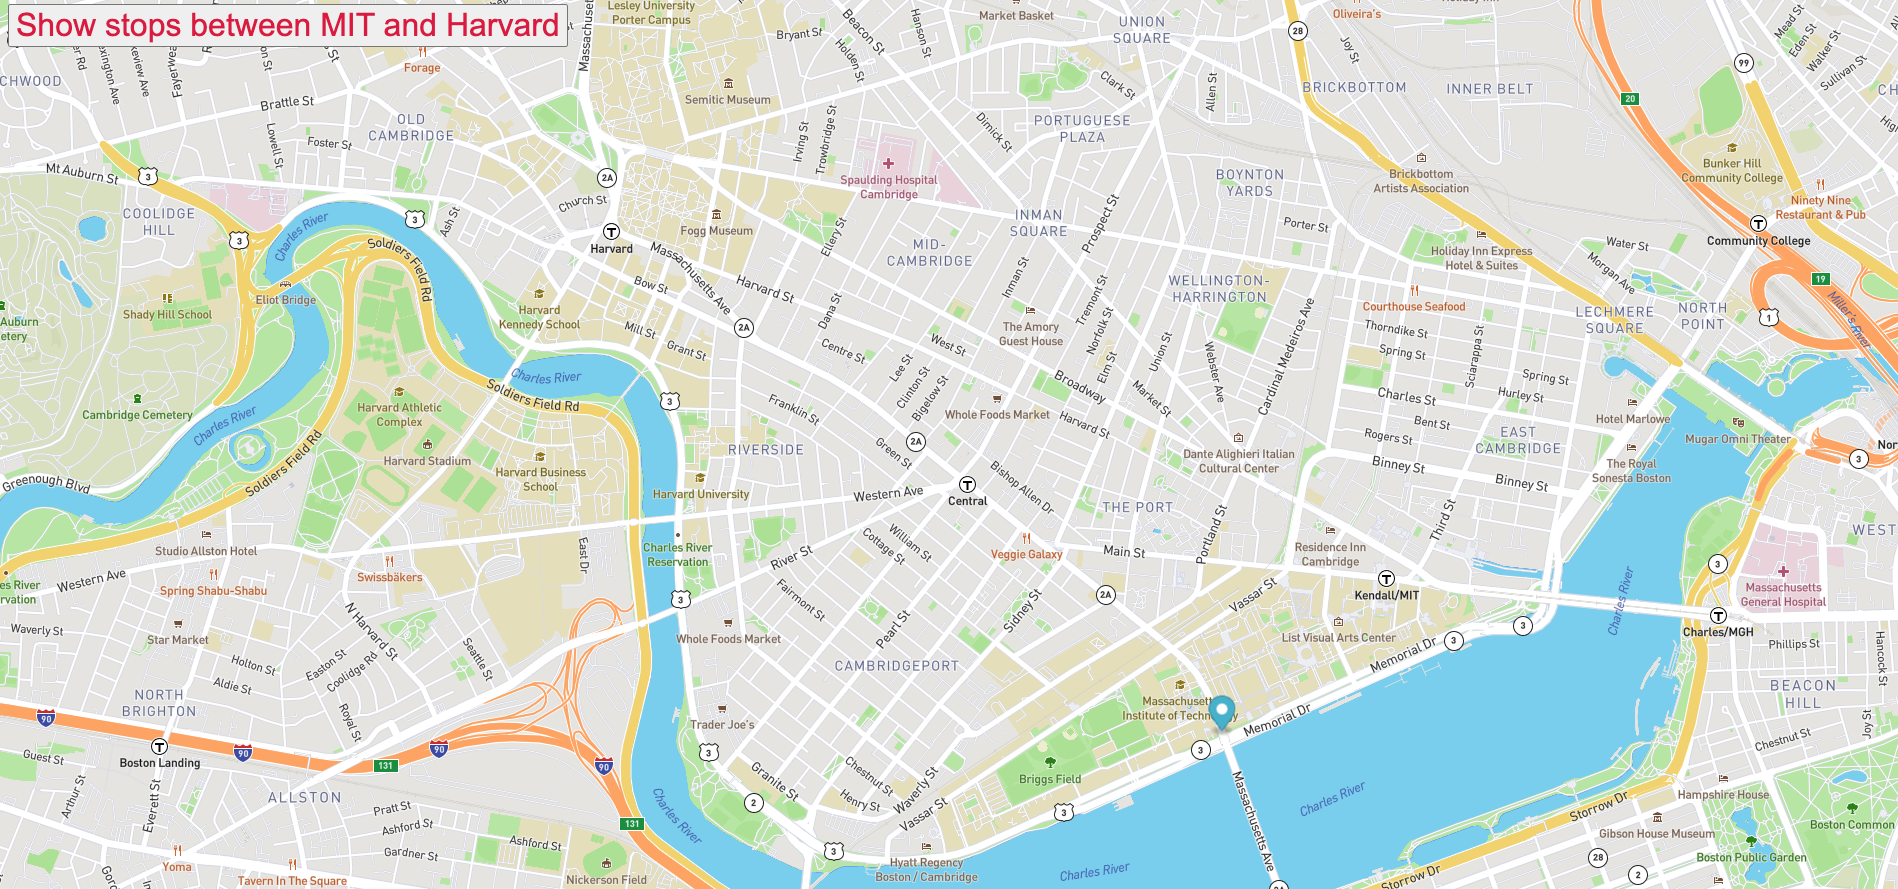 Show stops between MIT and Harvard
Lesley University
Porter Campus
Market Basket
UNION
SQUARE
Oliveira's
28
Joy St
99
Mead St
Eden St
Walker St
Sullivan St
Bryant St
Beacon St
Holden St
Hanson St
Forage
Semitic Museum
Clark St
Allen St
BRICKBOTTOM
INNER BELT
20
Brattle St
OLD
CAMBRIDGE
Lowell St
Foster St
Irving St
Trowbridge St
Dimick St
PORTUGUESE
PLAZA
Bunker Hill
Community College
Mt Auburn St
3
2A
Spaulding Hospital
Cambridge
BOYNTON
YARDS
Brickbottom
Artists Association
Ninety Nine
Restaurant & Pub
COOLIDGE
HILL
3
Charles River
3
Ash St
Church St
Harvard
Fogg Museum
Ellery St
INMAN
SQUARE
Prospect St
Porter St
Community College
Soldiers Field Rd
Massachusetts Ave
MID-
CAMBRIDGE
Holiday Inn Express
Hotel & Suites
Water St
Morgan Ave
19
Eliot Bridge
Shady Hill School
Harvard
Kennedy School
Bow St
Harvard St
Inman St
Tremont St
Norfolk St
WELLINGTON-
HARRINGTON
Courthouse Seafood
LECHMERE
SQUARE
NORTH
POINT
1
Miller's River
Mill St
Grant St
2A
Dana St
Centre St
West St
The Amory
Guest House
Cardinal Medeiros Ave
Thorndike St
Spring St
Sciarappa St
Charles River
Soldiers Field Rd
Lee St
Clinton St
Bigelow St
Broadway
Elm St
Union St
Market St
Webster Ave
Spring St
Hurley St
Charles St
Bent St
Cambridge Cemetery
Harvard Athletic
Complex
3
Franklin St
Whole Foods Market
Harvard St
Hotel Marlowe
Charles River
Harvard Stadium
Soldiers Field Rd
RIVERSIDE
2A
Green St
Dante Alighieri Italian
Cultural Center
Rogers St
EAST
CAMBRIDGE
Mugar Omni Theater
3
Greenough Blvd
Harvard Business
School
Harvard University
Western Ave
Central
Bishop Allen Dr
Binney St
Binney St
The Royal
Sonesta Boston
THE PORT
Portland St
Third St
Studio Allston Hotel
Charles River
Reservation
William St
Cottage St
Veggie Galaxy
Main St
Residence Inn
Cambridge
3
Western Ave
Swissbäkers
East Dr
River St
Spring Shabu-Shabu
3
Fairmont St
2A
Vassar St
Kendall/MIT
Charles River
Massachusetts
General Hospital
Charles/MGH
Waverly St
Star Market
N Harvard St
Whole Foods Market
Pearl St
Sidney St
List Visual Arts Center
3
3
Phillips St
Hancock St
Easton St
Coolidge Rd
Seattle St
Holton St
Aldie St
CAMBRIDGEPORT
Memorial Dr
NORTH
BRIGHTON
Royal St
Trader Joe's
Massachusetts
Institute of Technology
Memorial Dr
BEACON
HILL
Joy St
90
90
90
90
131
Boston Landing
3
3
Guest St
Arthur St
Everett St
ALLSTON
Granite St
2
Chestnut St
Henry St
Waverly St
Vassar St
Briggs Field
3
Massachusetts Ave
Charles River
Chestnut St
Hampshire House
Pratt St
Ashford St
Gardner St
131
Charles River
Ashford St
3
Storrow Dr
Gibson House Museum
Boston Common
Boston Public Garden
Yoma
Tavern In The Square
Nickerson Field
Hyatt Regency
Boston / Cambridge
Charles River
Storrow Dr
28
2